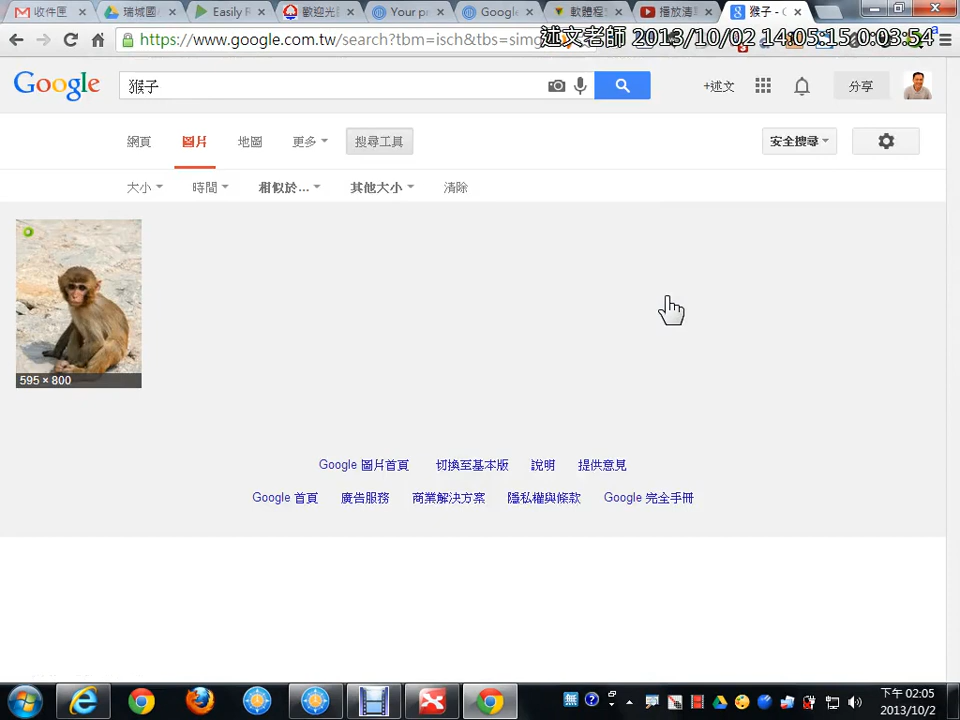 收件匣
瑞城國
Easily R
歡迎光
Your pr
Google
軟體程
播放清
猴子 -
https://www.google.com.tw/search?tbm=isch&tbs=simg
述文老師 2013/10/02 14:05:15 0:03:54
Google
猴子
+述文
分享
網頁
圖片
地圖
更多
搜尋工具
安全搜尋
大小
時間
相似於...
其他大小
清除
595 × 800
Google 圖片首頁
切換至基本版
說明
提供意見
Google 首頁
廣告服務
商業解決方案
隱私權與條款
Google 完全手冊
下午 02:05
2013/10/2